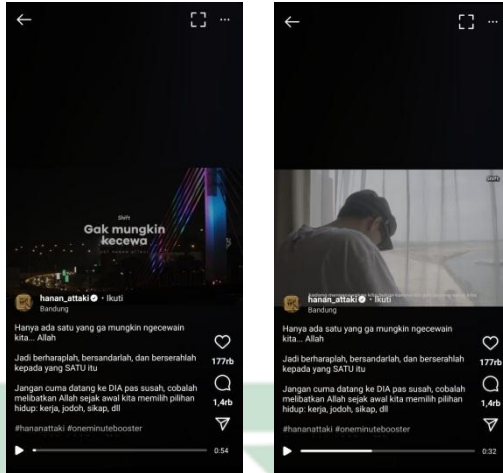 Shift
Gak mungkin
kecewa
hanan_attaki • Ikuti
Bandung
Hanya ada satu yang ga mungkin ngecewain
kita... Allah
Jadi berharaplah, bersandarlah, dan berserahlah
kepada yang SATU itu
Jangan cuma datang ke DIA pas susah, cobalah
melibatkan Allah sejak awal kita memilih pilihan
hidup: kerja, jodoh, sikap, dll
#hananattaki #oneminutebooster
177rb
1,4rb
0:54
Shift
hanan_attaki • Ikuti
Bandung
Hanya ada satu yang ga mungkin ngecewain
kita... Allah
Jadi berharaplah, bersandarlah, dan berserahlah
kepada yang SATU itu
Jangan cuma datang ke DIA pas susah, cobalah
melibatkan Allah sejak awal kita memilih pilihan
hidup: kerja, jodoh, sikap, dll
#hananattaki #oneminutebooster
177rb
1,4rb
0:32